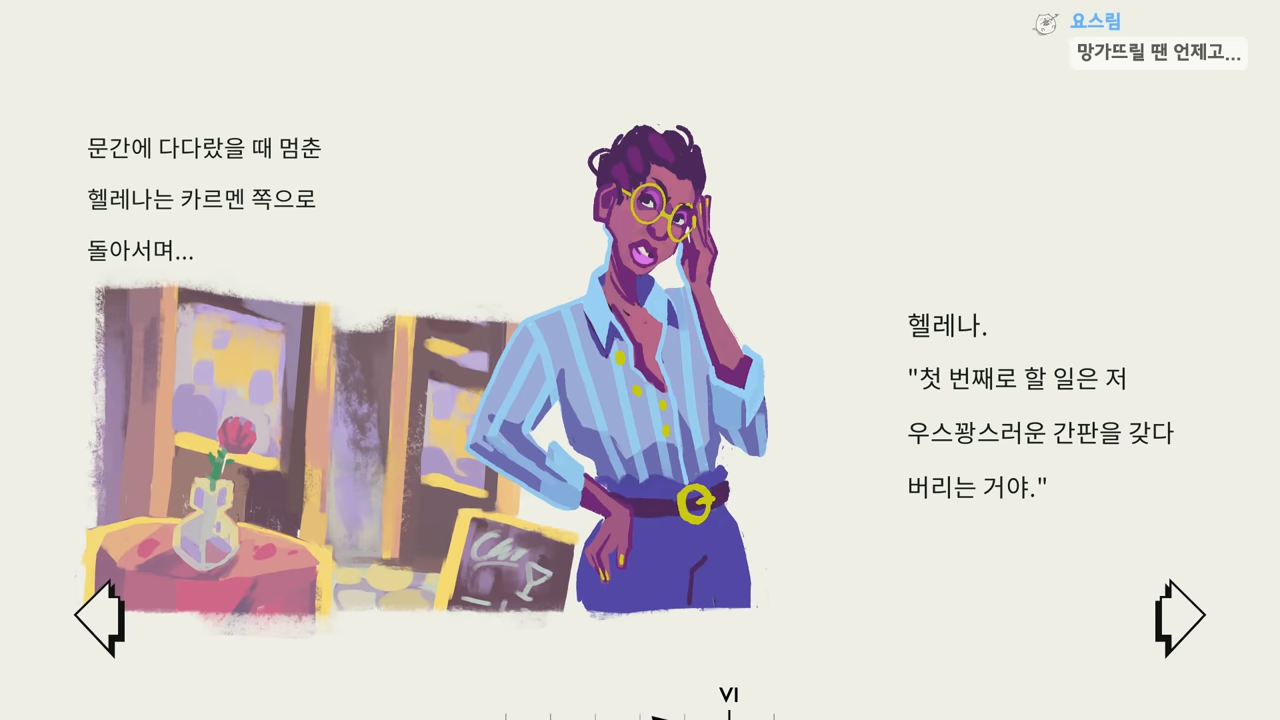 요스림
망가뜨릴 땐 언제고...
문간에 다다랐을 때 멈춘
헬레나는 카르멘 쪽으로
돌아서며...
헬레나.
"첫 번째로 할 일은 저
우스꽝스러운 간판을 갖다
버리는 거야."
VI